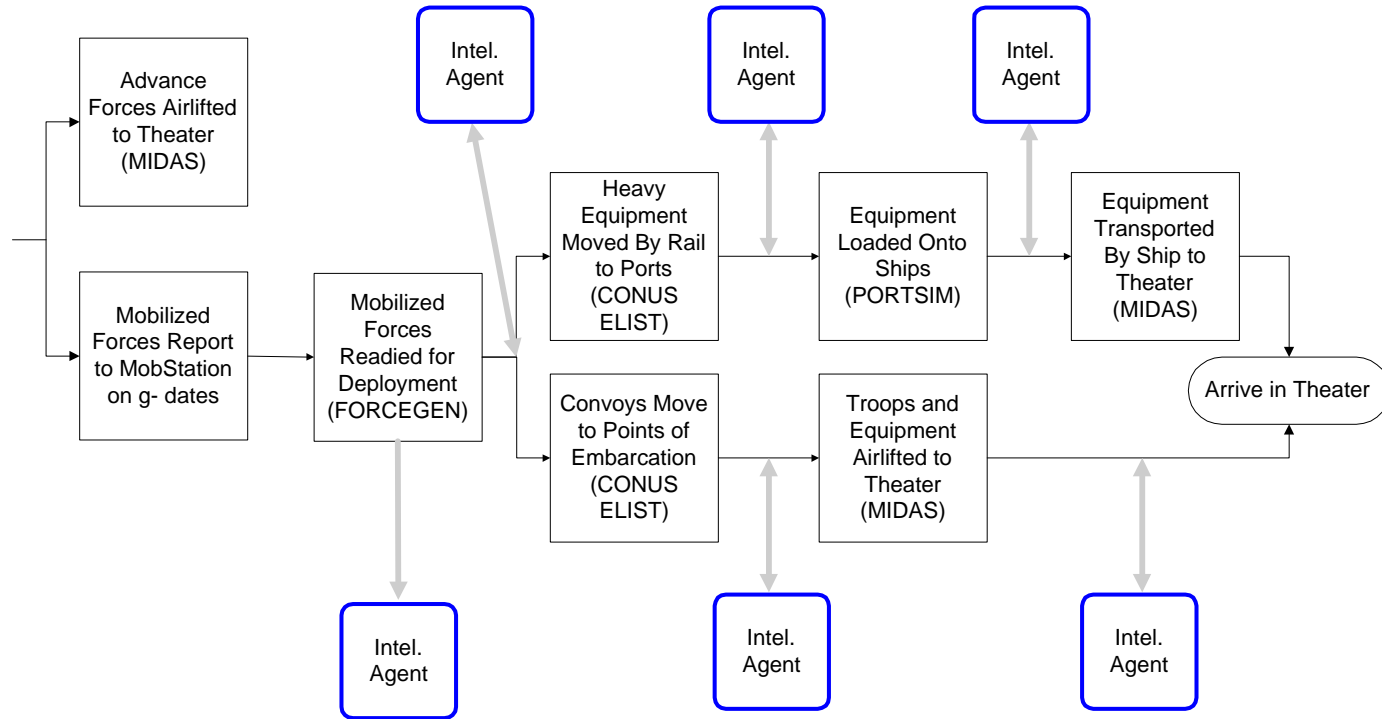 Intel.
Agent
Intel.
Agent
Intel.
Agent
Advance
Forces Airlifted
to Theater
(MIDAS)
Heavy
Equipment
Moved By Rail
to Ports
(CONUS
ELIST)
Equipment
Loaded Onto
Ships
(PORTSIM)
Equipment
Transported
By Ship to
Theater
(MIDAS)
Mobilized
Forces Report
to MobStation
on g- dates
Mobilized
Forces
Readied for
Deployment
(FORCEGEN)
Convoys Move
to Points of
Embarcation
(CONUS
ELIST)
Troops and
Equipment
Airlifted to
Theater
(MIDAS)
Arrive in Theater
Intel.
Agent
Intel.
Agent
Intel.
Agent